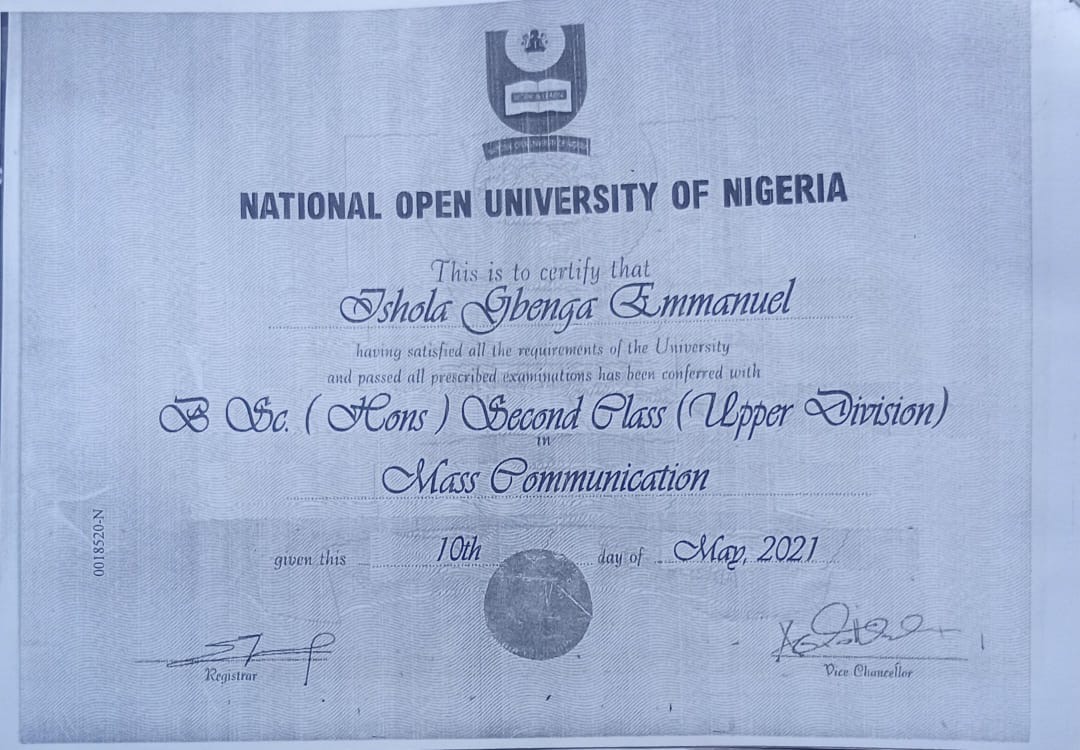 NATIONAL OPEN UNIVERSITY OF NIGERIA
This is to certify that
Ishola Gbenga Emmanuel
having satisfied all the requirements of the University
and passed all prescribed examinations has been conferred with
B Sc. ( Hons ) Second Class (Upper Division)
in
Mass Communication
0018520-N
given this 10th day of May, 2021
Registrar
Vice Chancellor